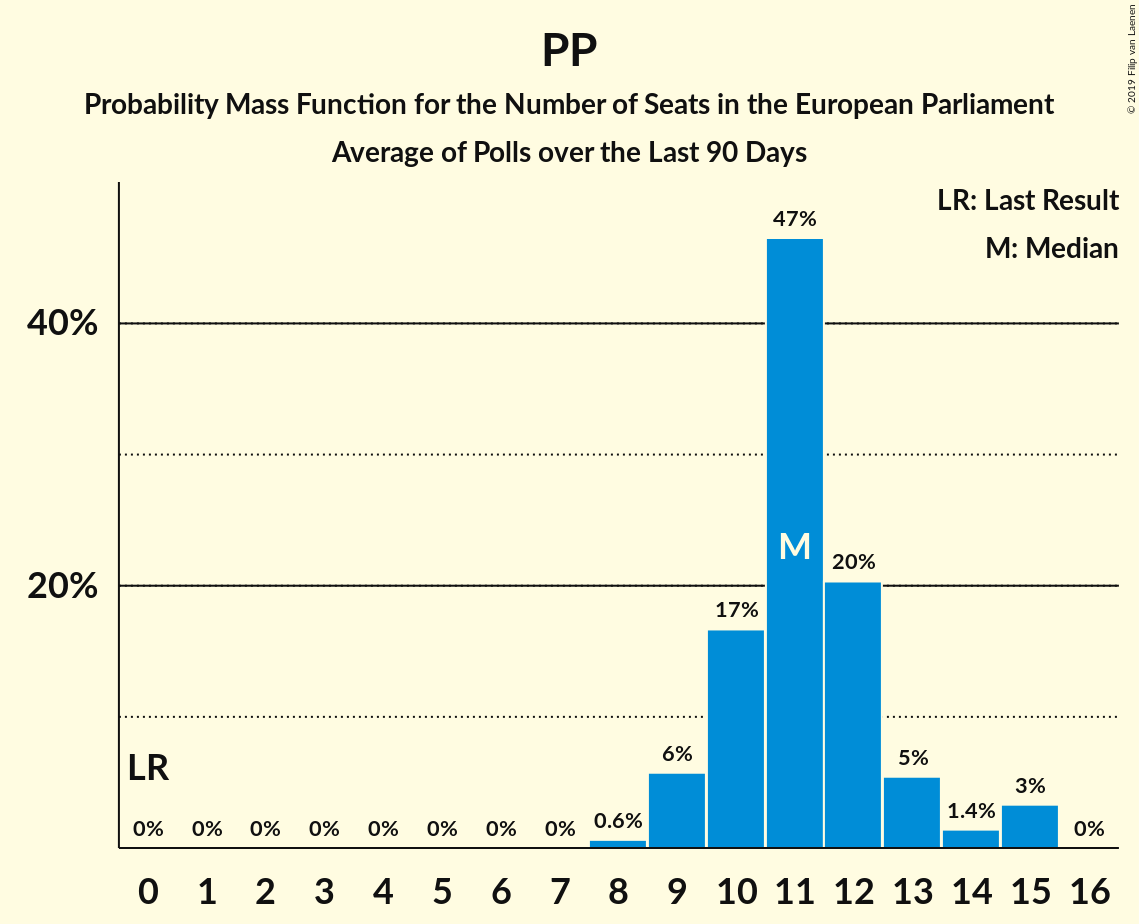 PP
Probability Mass Function for the Number of Seats in the European Parliament
Average of Polls over the Last 90 Days
© 2019 Filip van Laenen
LR: Last Result
M: Median
40%
20%
LR
M
0% 0% 0% 0% 0% 0% 0% 0% 0.6% 6% 17% 47% 20% 5% 1.4% 3% 0%
0 1 2 3 4 5 6 7 8 9 10 11 12 13 14 15 16